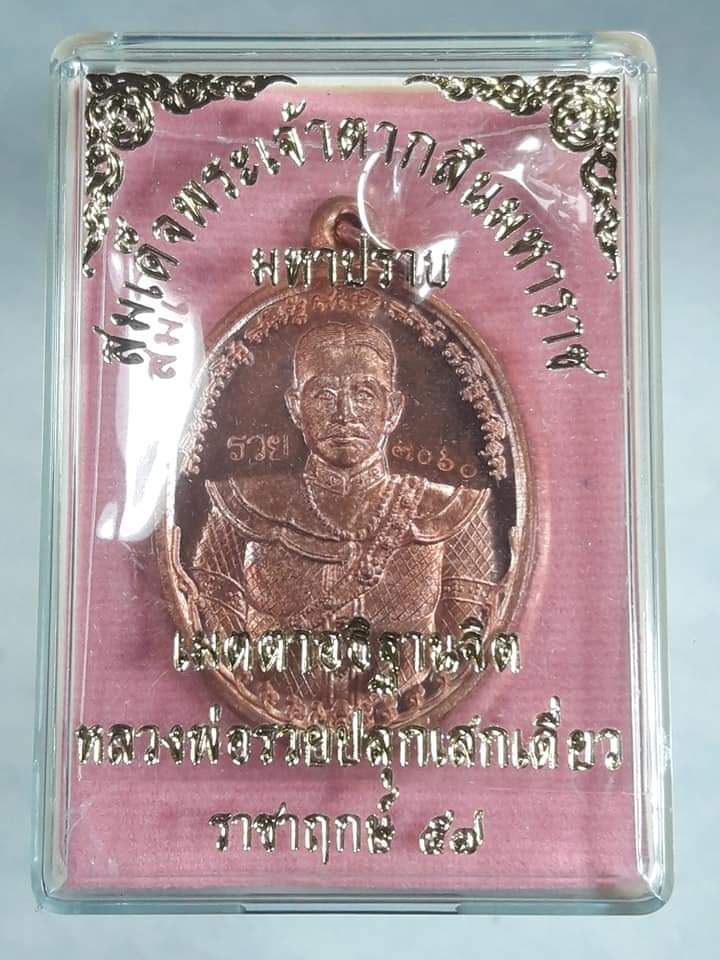 สมเด็จพระเจ้าตากสินมหาราช
มหาปราบ
รวย ๓๐๖๐
เมตตาอธิฐานจิต
หลวงพ่อรวยปลุกเสกเดี่ยว
ราชาฤกษ์ ๕๗